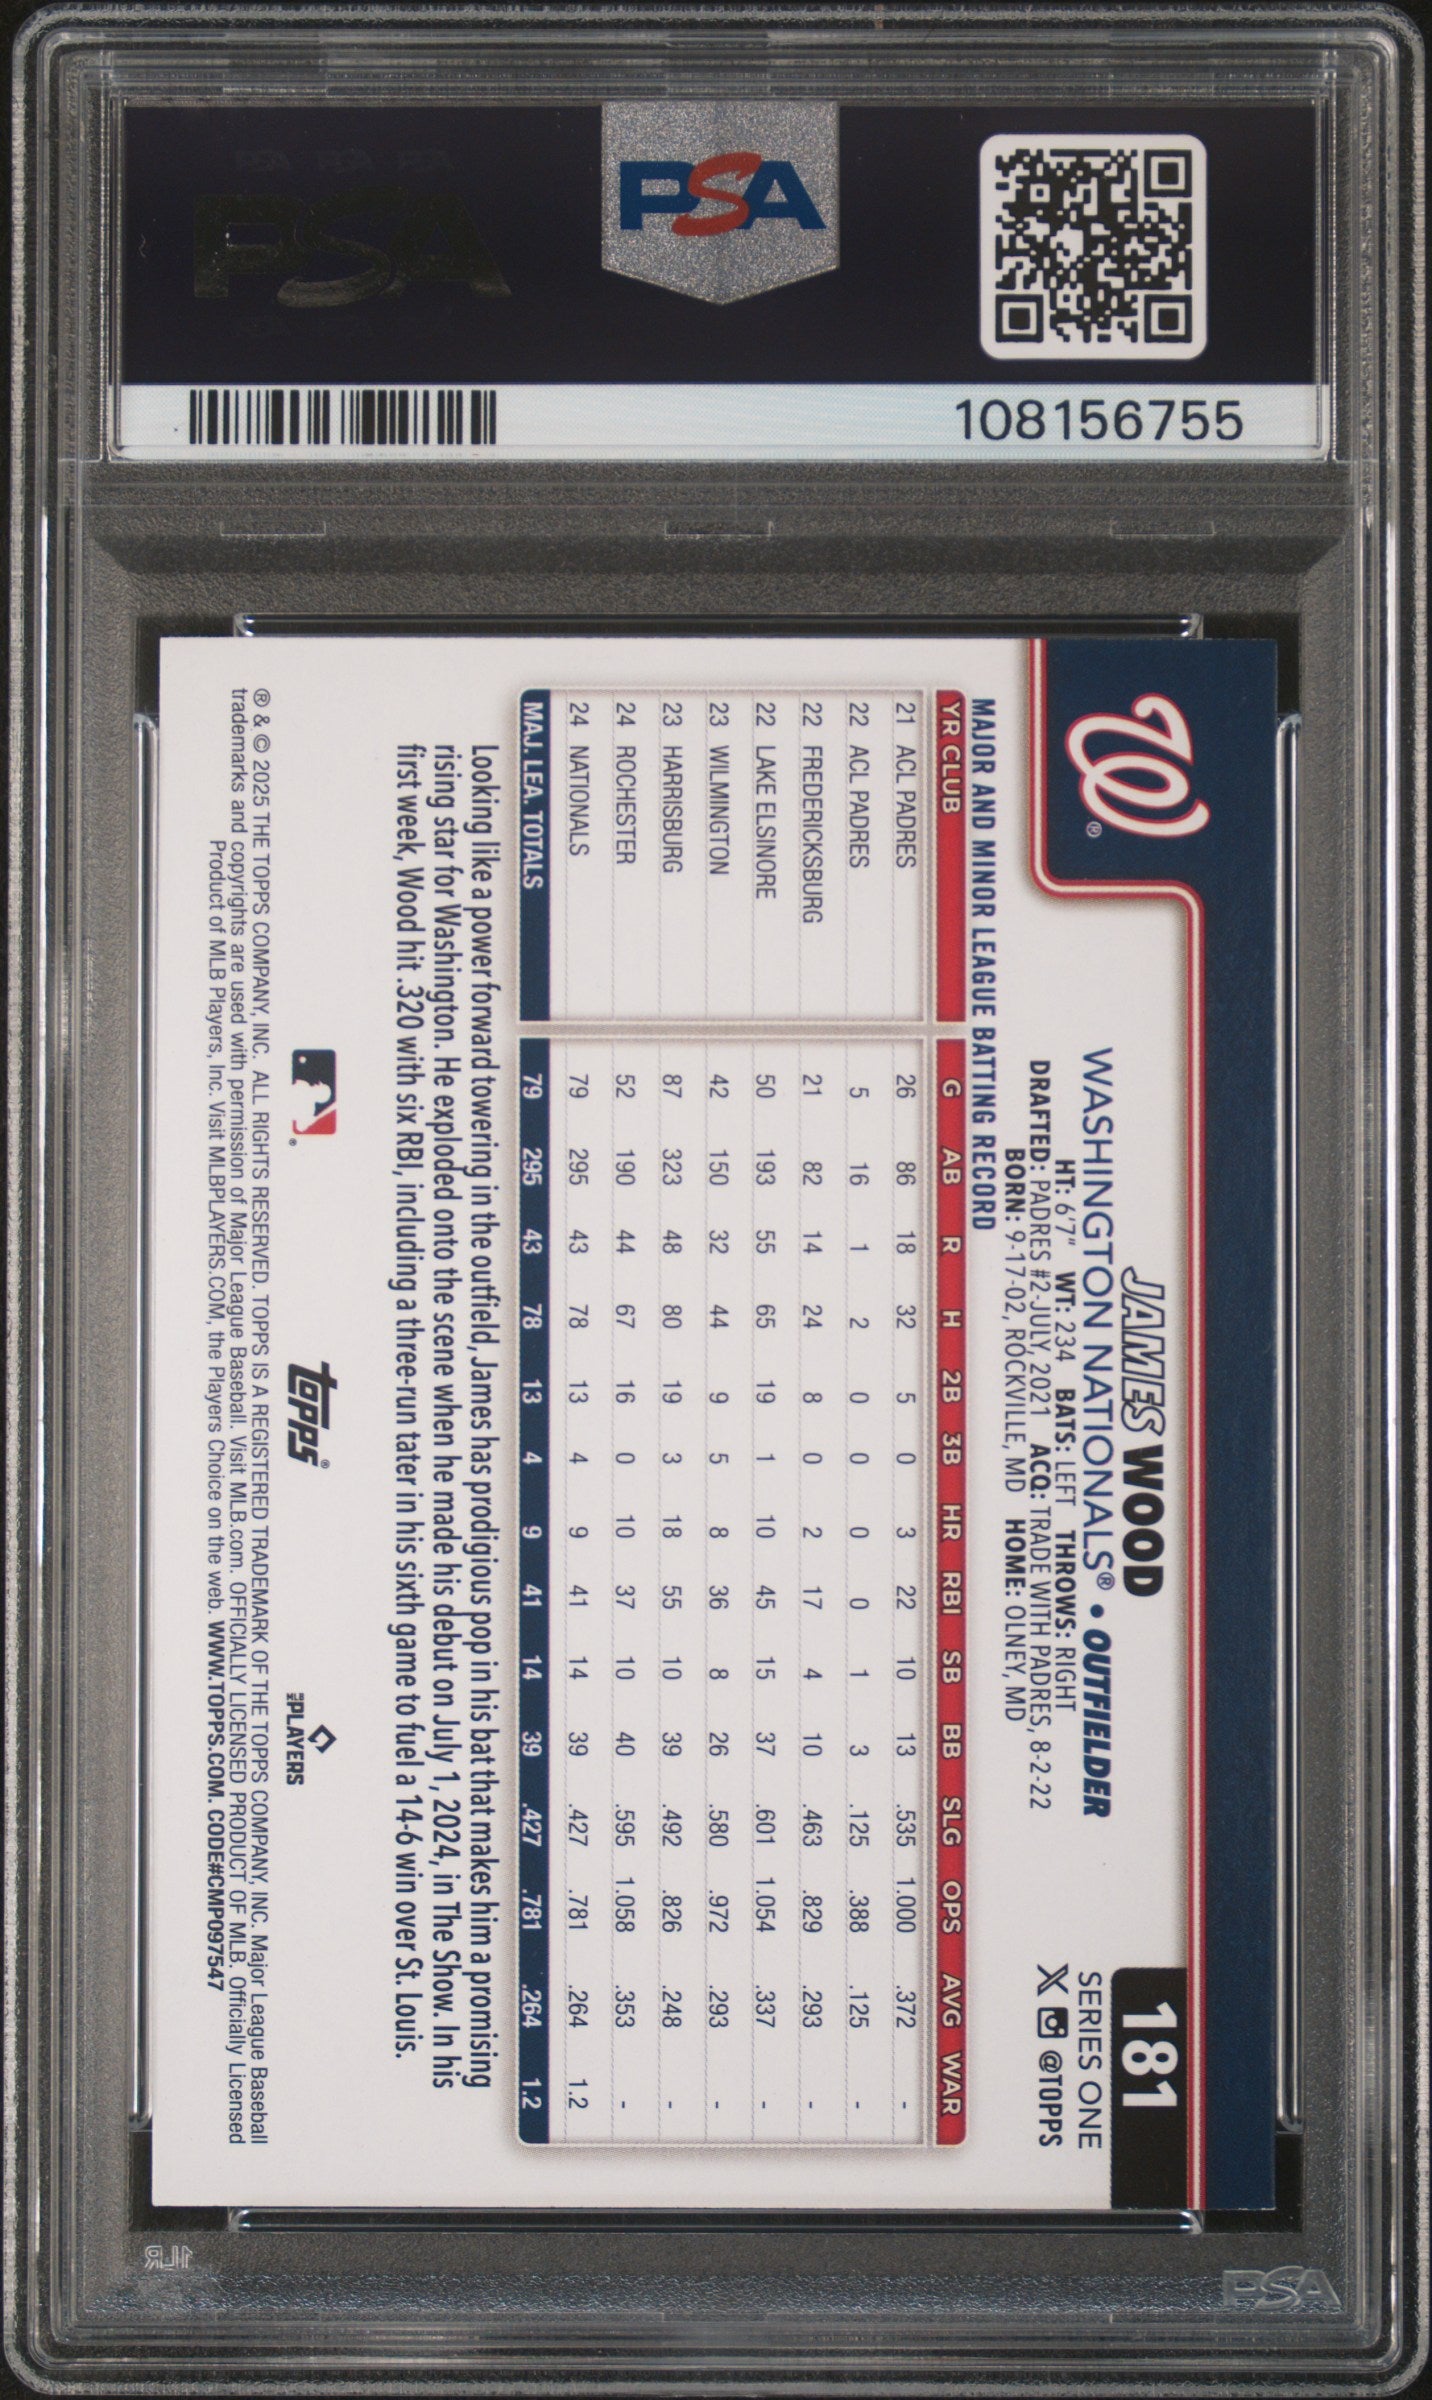 PSA
PSA
108156755
181
JAMES WOOD
SERIES ONE
WASHINGTON NATIONALS® • OUTFIELDER
@TOPPS
HT: 6'7" WT: 234 BATS: LEFT THROWS: RIGHT
DRAFTED: PADRES #2-JULY, 2021 ACQ: TRADE WITH PADRES, 8-2-22
BORN: 9-17-02, ROCKVILLE, MD HOME: OLNEY, MD
MAJOR AND MINOR LEAGUE BATTING RECORD
YR CLUB G AB R H 2B 3B HR RBI SB BB SLG OPS AVG WAR
21 ACL PADRES 26 86 18 32 5 0 3 22 10 13 .535 1.000 .372 -
22 ACL PADRES 5 16 1 2 0 0 0 0 1 3 .125 .388 .125 -
22 FREDERICKSBURG 21 82 14 24 8 0 2 17 4 10 .463 .829 .293 -
22 LAKE ELSINORE 50 193 55 65 19 1 10 45 15 37 .601 1.054 .337 -
23 WILMINGTON 42 150 32 44 9 5 8 36 8 26 .580 .972 .293 -
23 HARRISBURG 87 323 48 80 19 3 18 55 10 39 .492 .826 .248 -
24 ROCHESTER 52 190 44 67 16 0 10 37 10 40 .595 1.058 .353 -
24 NATIONALS 79 295 43 78 13 4 9 41 14 39 .427 .781 .264 1.2
MAJ. LEA. TOTALS 79 295 43 78 13 4 9 41 14 39 .427 .781 .264 1.2
Looking like a power forward towering in the outfield, James has prodigious pop in his bat that makes him a promising
rising star for Washington. He exploded onto the scene when he made his debut on July 1, 2024, in The Show. In his
first week, Wood hit .320 with six RBI, including a three-run tater in his sixth game to fuel a 14-6 win over St. Louis.
topps®
MLB PLAYERS
® & © 2025 THE TOPPS COMPANY, INC. ALL RIGHTS RESERVED. TOPPS IS A REGISTERED TRADEMARK OF THE TOPPS COMPANY, INC. Major League Baseball
trademarks and copyrights are used with permission of Major League Baseball. Visit MLB.com. OFFICIALLY LICENSED PRODUCT OF MLB. Officially Licensed
Product of MLB Players, Inc. Visit MLBPLAYERS.COM, the Players Choice on the web. WWW.TOPPS.COM. CODE#CMP097547
1LR
PSA